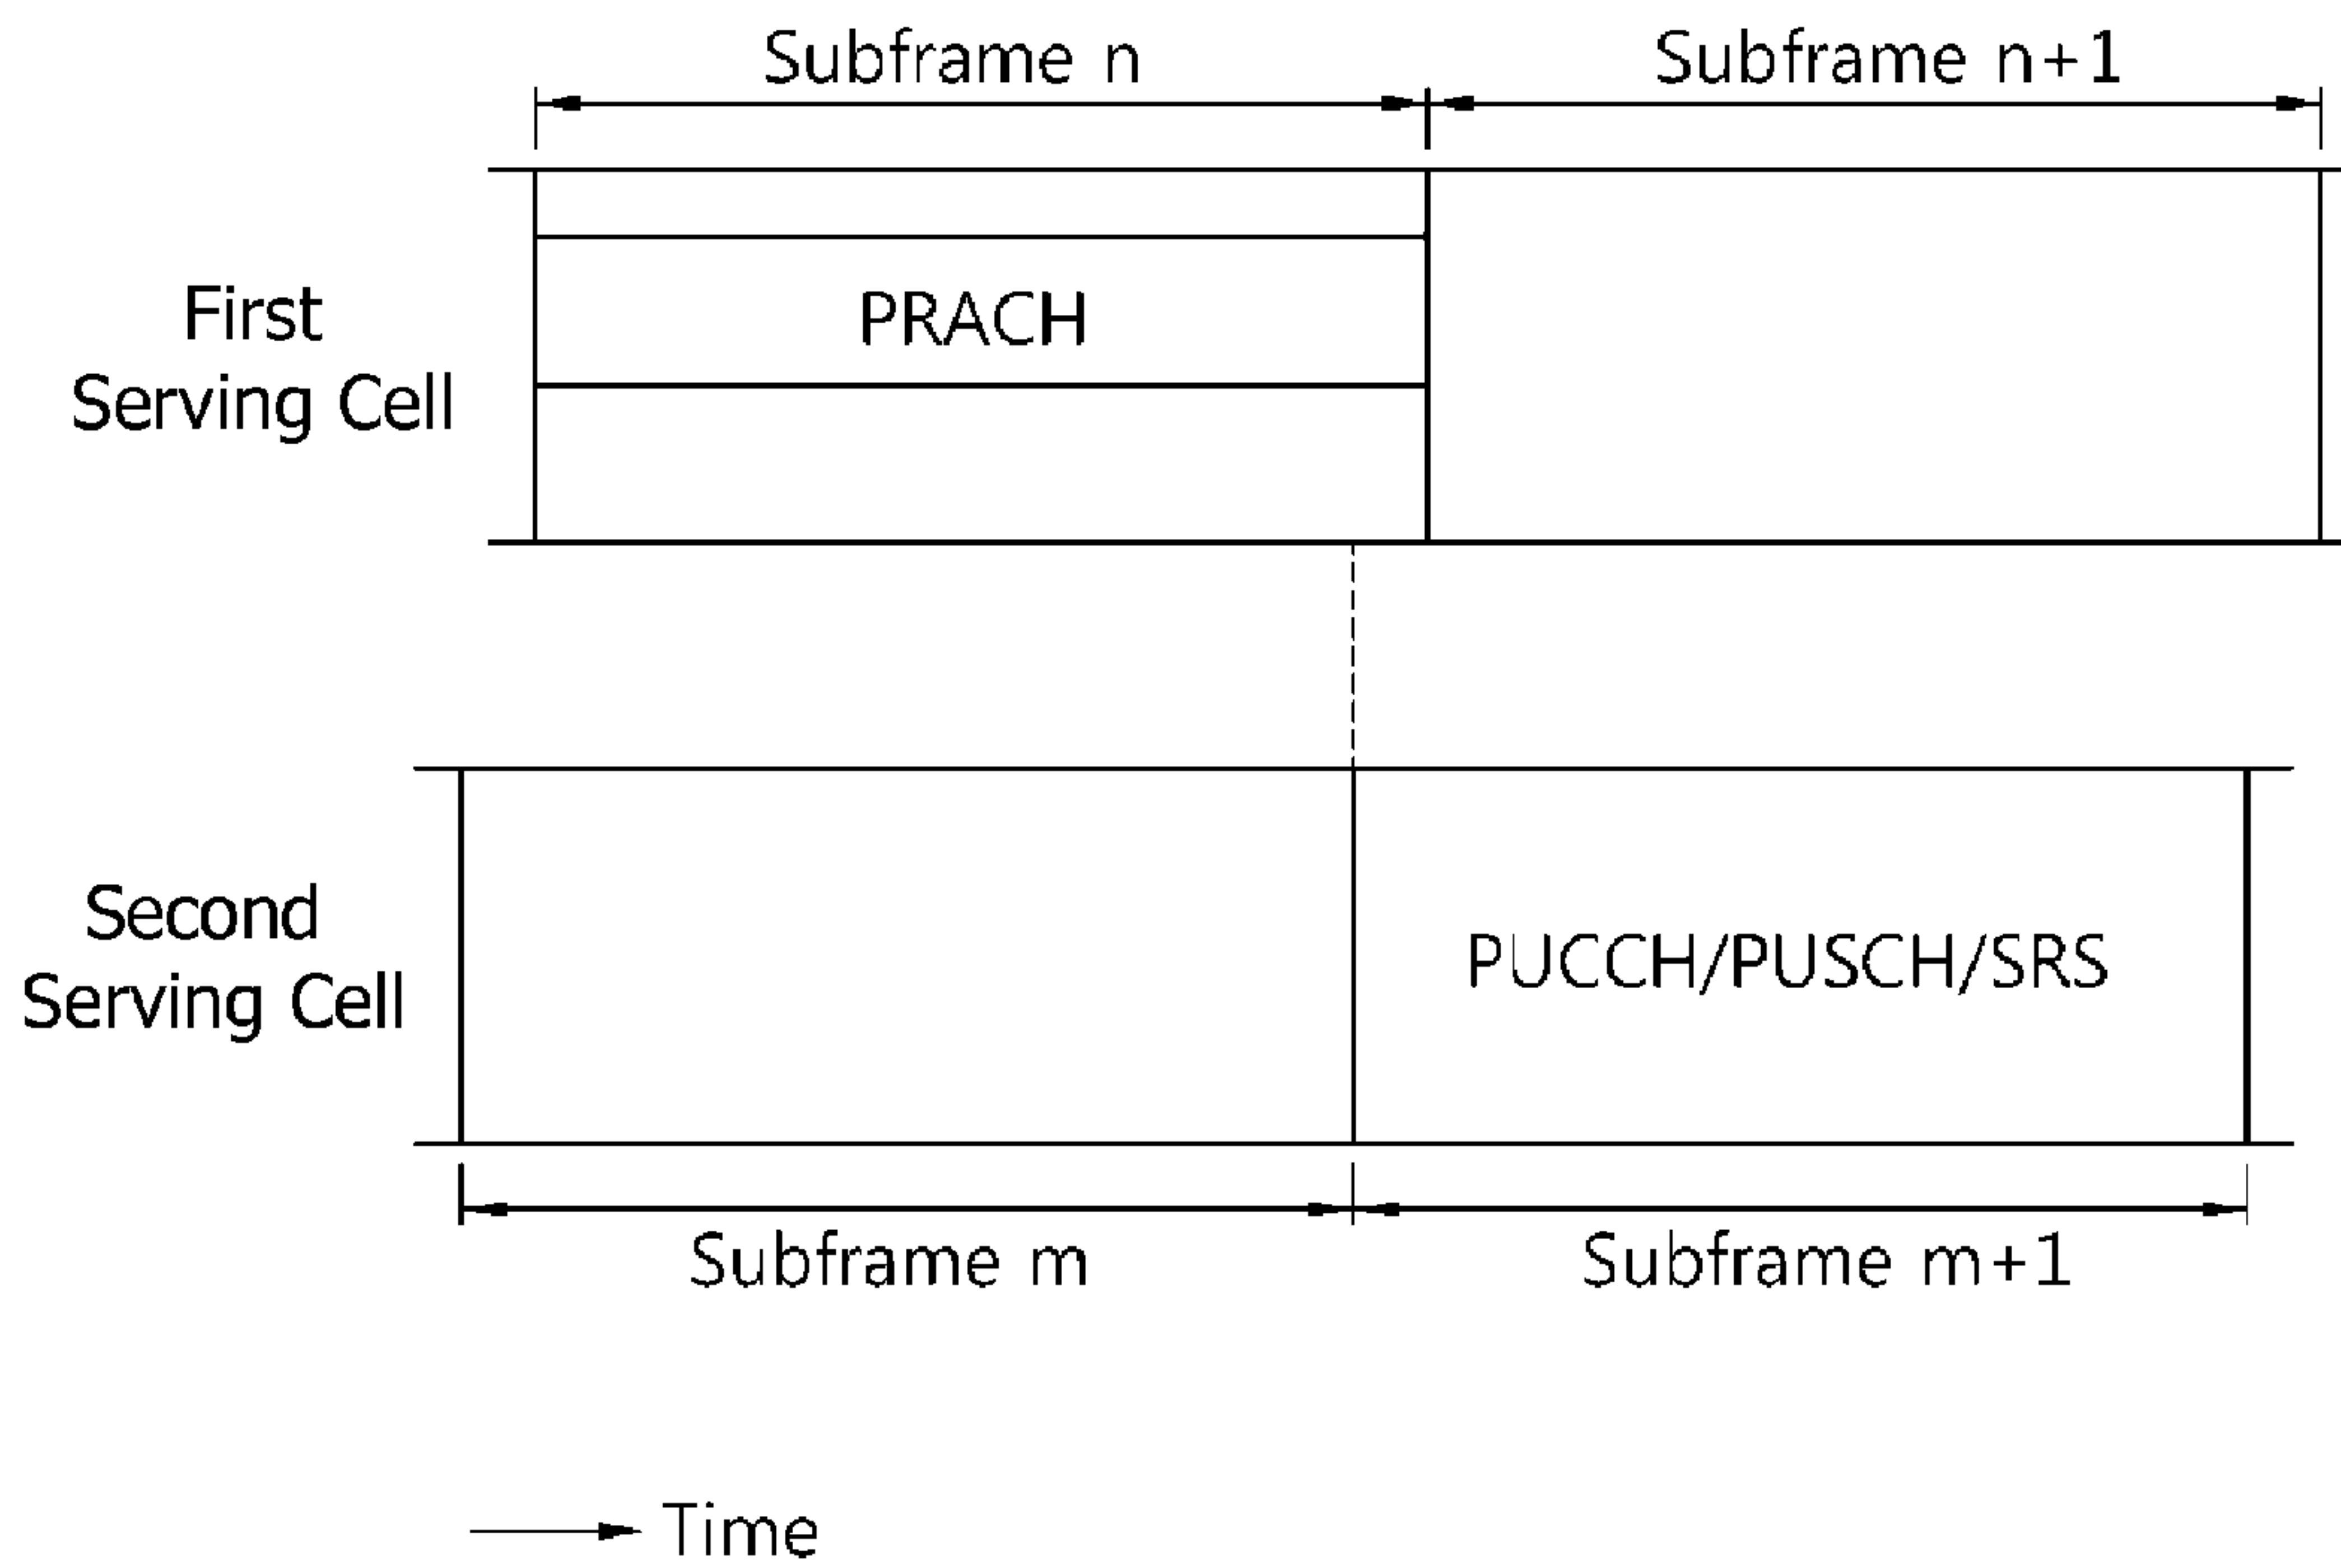 Subframe n
Subframe n+1
First
Serving Cell
PRACH
Second
Serving Cell
PUCCH/PUSCH/SRS
Subframe m
Subframe m+1
Time